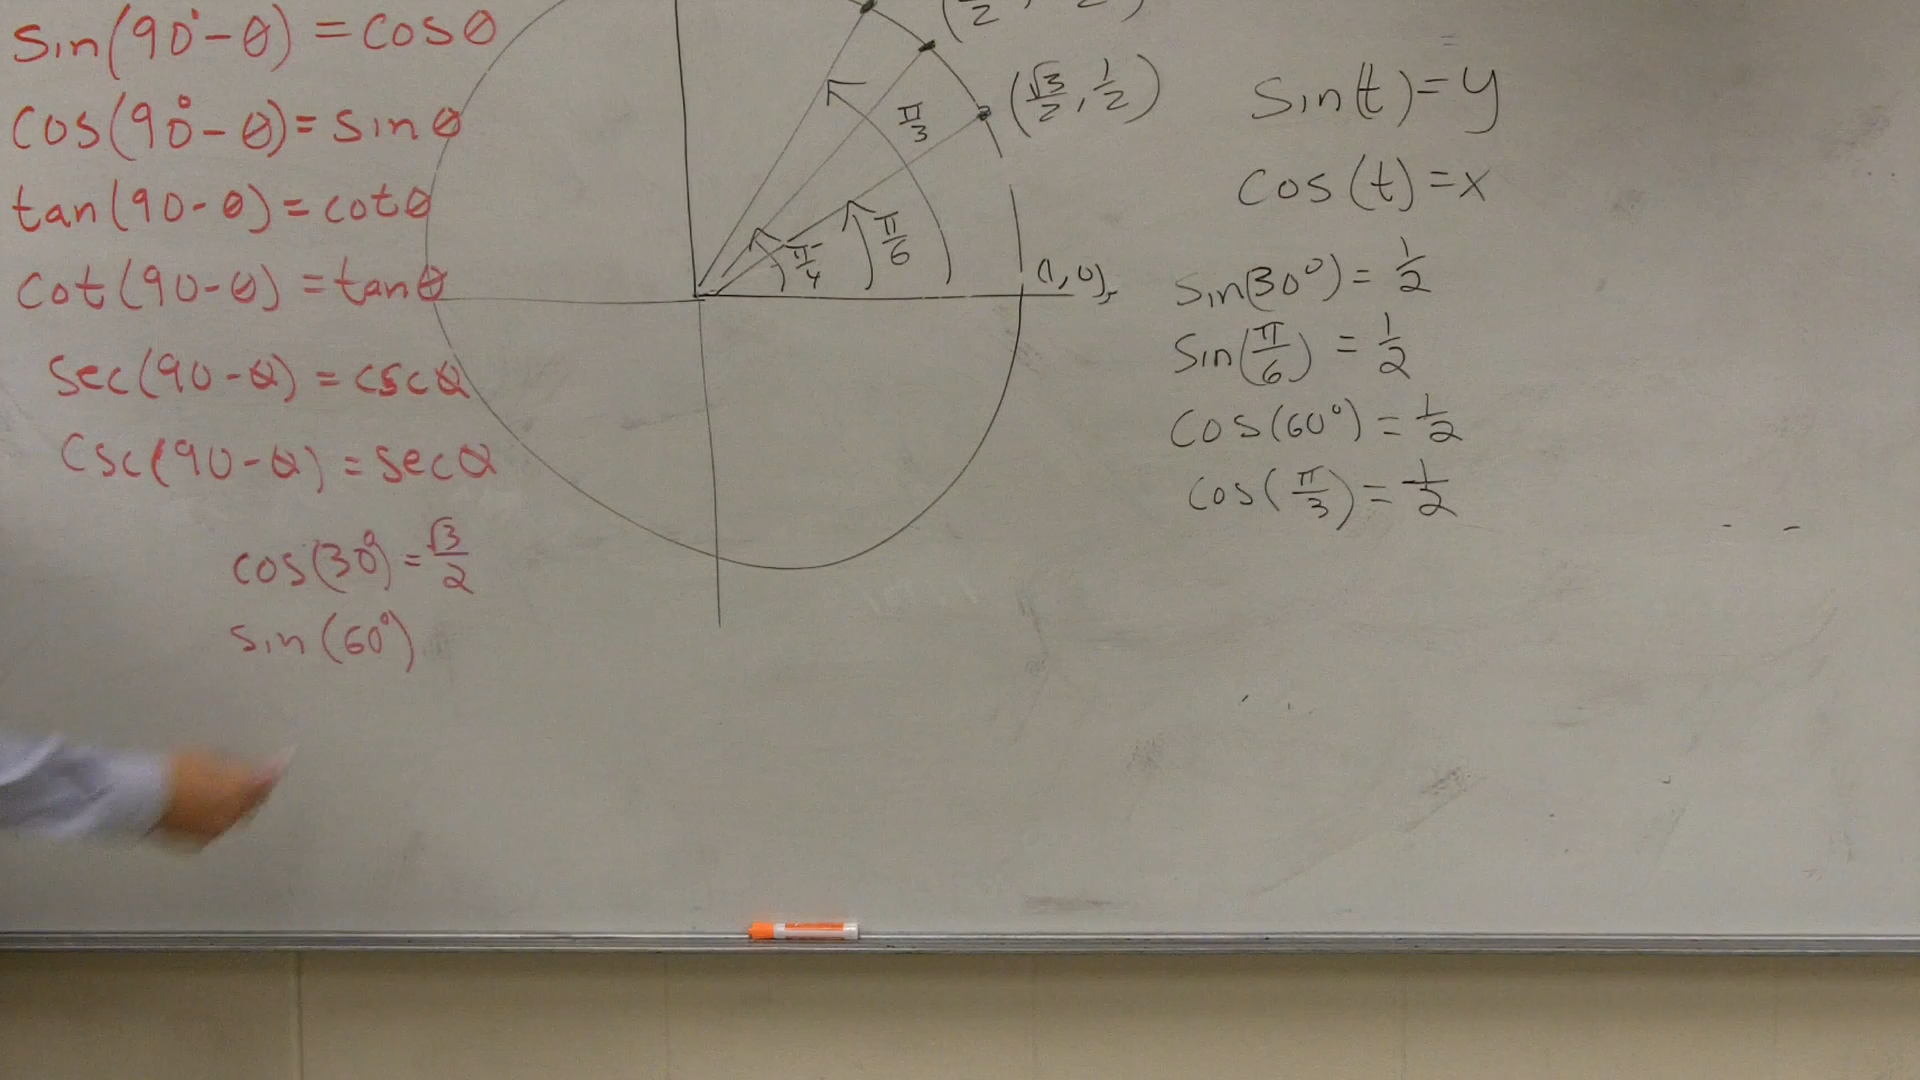 sin(90°-θ) = cosθ
cos(90°-θ) = sinθ
tan(90-θ) = cotθ
cot(90-θ) = tanθ
sec(90-θ) = cscθ
csc(90-θ) = secθ
cos(30°) = √3/2
sin(60°)
(√3/2, 1/2)
π/3
π/6
π/4
(1,0)
sin(t) = y
cos(t) = x
sin(30°) = 1/2
sin(π/6) = 1/2
cos(60°) = 1/2
cos(π/3) = 1/2